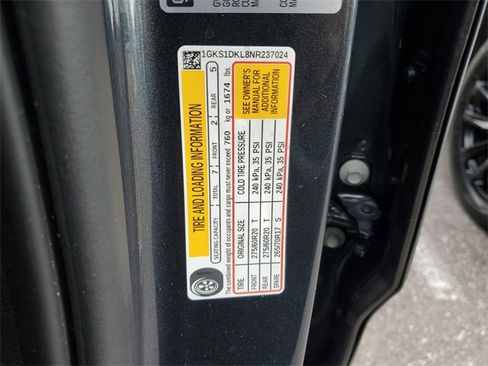 1GKS1DKL8NR237024
TIRE AND LOADING INFORMATION
SEATING CAPACITY TOTAL 7 FRONT 2 REAR 5
The combined weight of occupants and cargo must never exceed 760 kg or 1674 lbs.
TIRE ORIGINAL SIZE COLD TIRE PRESSURE
FRONT 275/60R20 T 240 kPa, 35 PSI
REAR 275/60R20 T 240 kPa, 35 PSI
SPARE 265/70R17 S 240 kPa, 35 PSI
SEE OWNER'S
MANUAL FOR
ADDITIONAL
INFORMATION